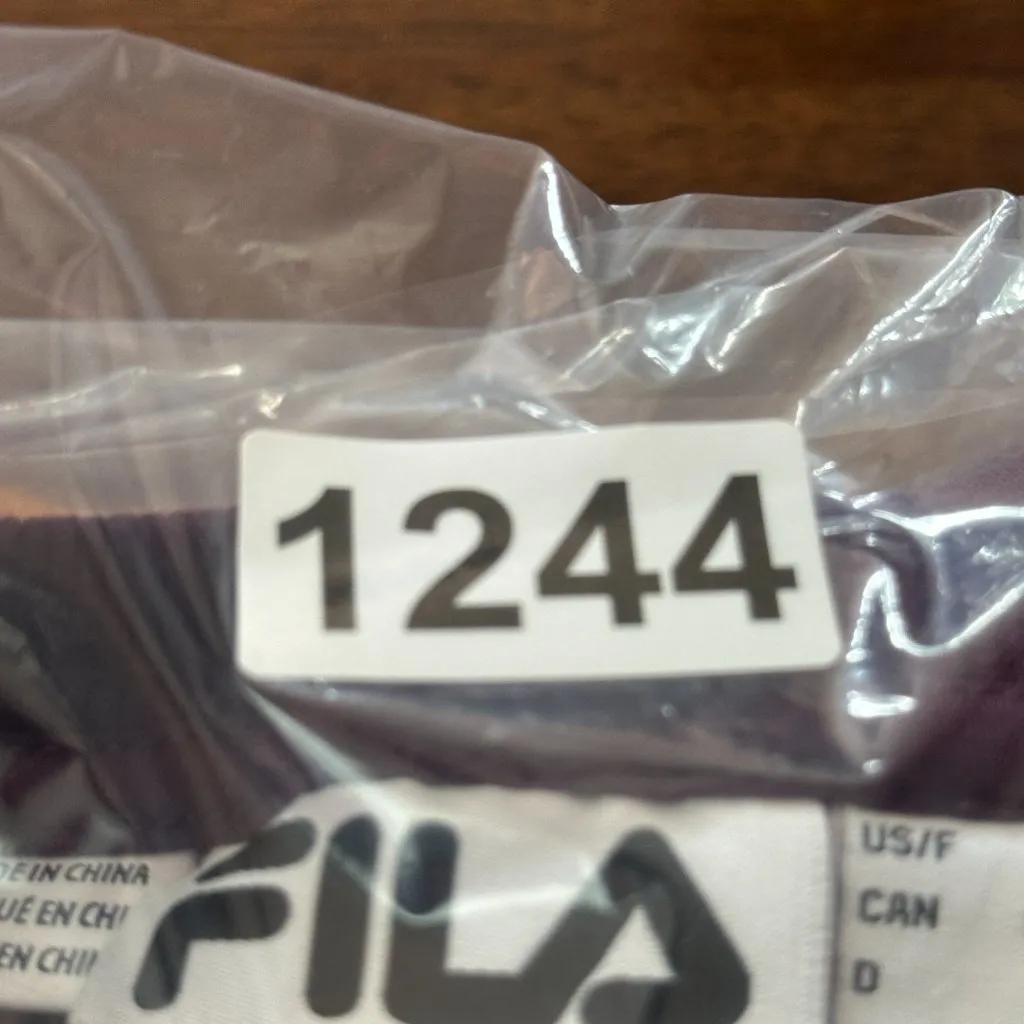 1244
FILA
DE IN CHINA
UÉ EN CHI
EN CHI
US/F
CAN
D